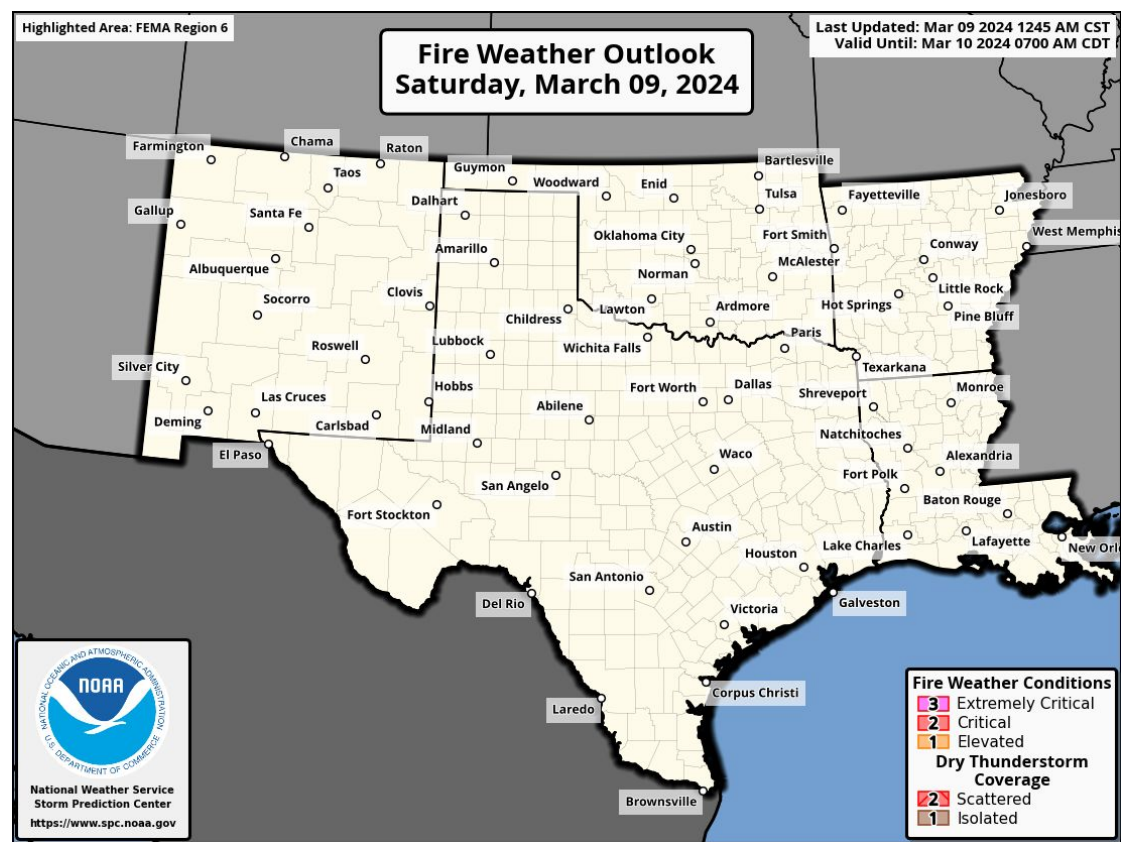 Highlighted Area: FEMA Region 6
Last Updated: Mar 09 2024 1245 AM CST
Valid Until: Mar 10 2024 0700 AM CDT
Fire Weather Outlook
Saturday, March 09, 2024
Farmington
Chama
Raton
Taos
Guymon
Woodward
Enid
Bartlesville
Tulsa
Fayetteville
Jonesboro
Gallup
Santa Fe
Dalhart
Oklahoma City
Fort Smith
West Memphis
Albuquerque
Amarillo
Norman
McAlester
Conway
Socorro
Clovis
Childress
Lawton
Ardmore
Hot Springs
Little Rock
Pine Bluff
Roswell
Lubbock
Wichita Falls
Paris
Texarkana
Silver City
Las Cruces
Hobbs
Fort Worth
Dallas
Shreveport
Monroe
Deming
Carlsbad
Midland
Abilene
Natchitoches
El Paso
San Angelo
Waco
Fort Polk
Alexandria
Fort Stockton
Austin
Baton Rouge
Houston
Lake Charles
Lafayette
New Orl
Del Rio
San Antonio
Victoria
Galveston
Laredo
Corpus Christi
Brownsville
NATIONAL OCEANIC AND ATMOSPHERIC ADMINISTRATION
NOAA
U.S. DEPARTMENT OF COMMERCE
National Weather Service
Storm Prediction Center
https://www.spc.noaa.gov
Fire Weather Conditions
3 Extremely Critical
2 Critical
1 Elevated
Dry Thunderstorm
Coverage
2 Scattered
1 Isolated